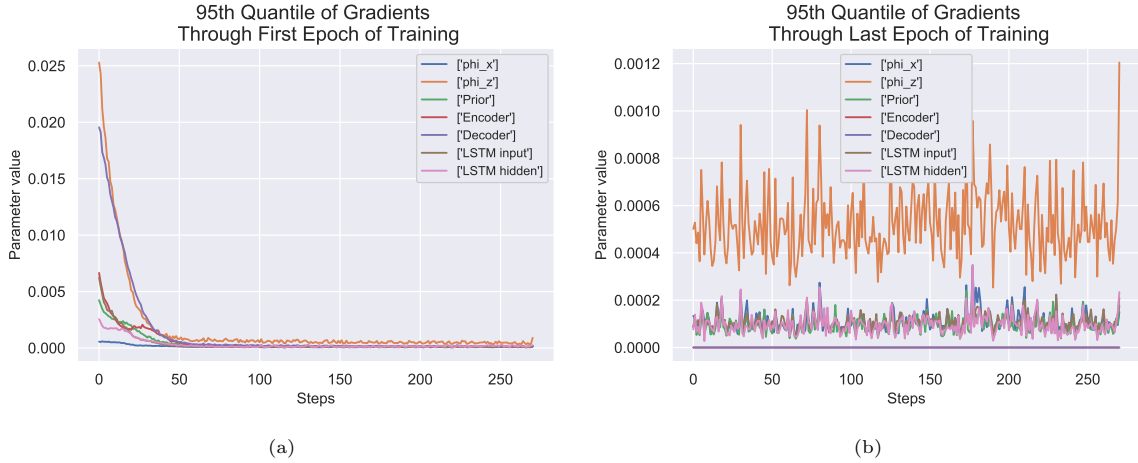 95th Quantile of Gradients
Through First Epoch of Training
Parameter value
0.025
0.020
0.015
0.010
0.005
0.000
['phi_x']
['phi_z']
['Prior']
['Encoder']
['Decoder']
['LSTM input']
['LSTM hidden']
0 50 100 150 200 250
Steps
(a)
95th Quantile of Gradients
Through Last Epoch of Training
Parameter value
0.0012
0.0010
0.0008
0.0006
0.0004
0.0002
0.0000
['phi_x']
['phi_z']
['Prior']
['Encoder']
['Decoder']
['LSTM input']
['LSTM hidden']
0 50 100 150 200 250
Steps
(b)